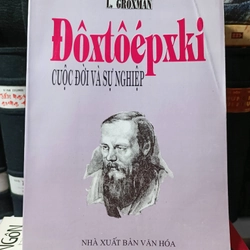 L. GROXMAN
Đôxtôépxki
CUỘC ĐỜI VÀ SỰ NGHIỆP
NHÀ XUẤT BẢN VĂN HÓA